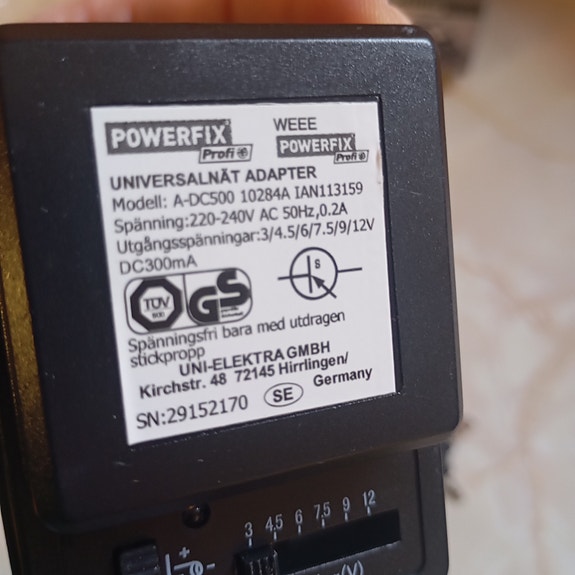 POWERFIX
Profi
WEEE
POWERFIX
Profi
UNIVERSALNÄT ADAPTER
Modell: A-DC500 10284A IAN113159
Spänning:220-240V AC 50Hz,0.2A
Utgångsspänningar:3/4.5/6/7.5/9/12V
DC300mA
TÜV
GS
S
Spänningsfri bara med utdragen
stickpropp
UNI-ELEKTRA GMBH
Kirchstr. 48 72145 Hirrlingen/
Germany
SN:29152170
SE
3 4.5 6 7.5 9 12
+
-
(V)